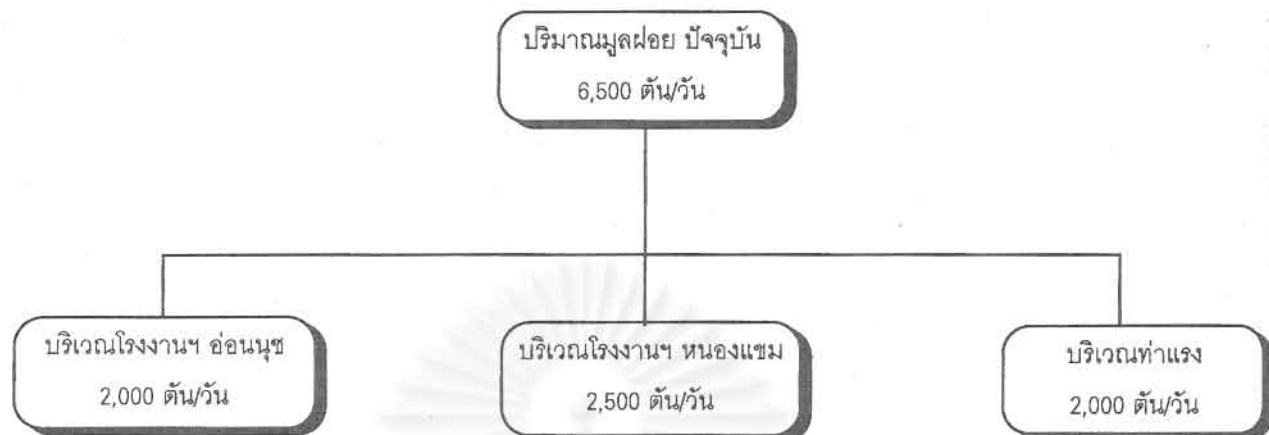 ปริมาณมูลฝอย ปัจจุบัน
6,500 ตัน/วัน
บริเวณโรงงานฯ อ่อนนุช
2,000 ตัน/วัน
บริเวณโรงงานฯ หนองแขม
2,500 ตัน/วัน
บริเวณท่าแรง
2,000 ตัน/วัน